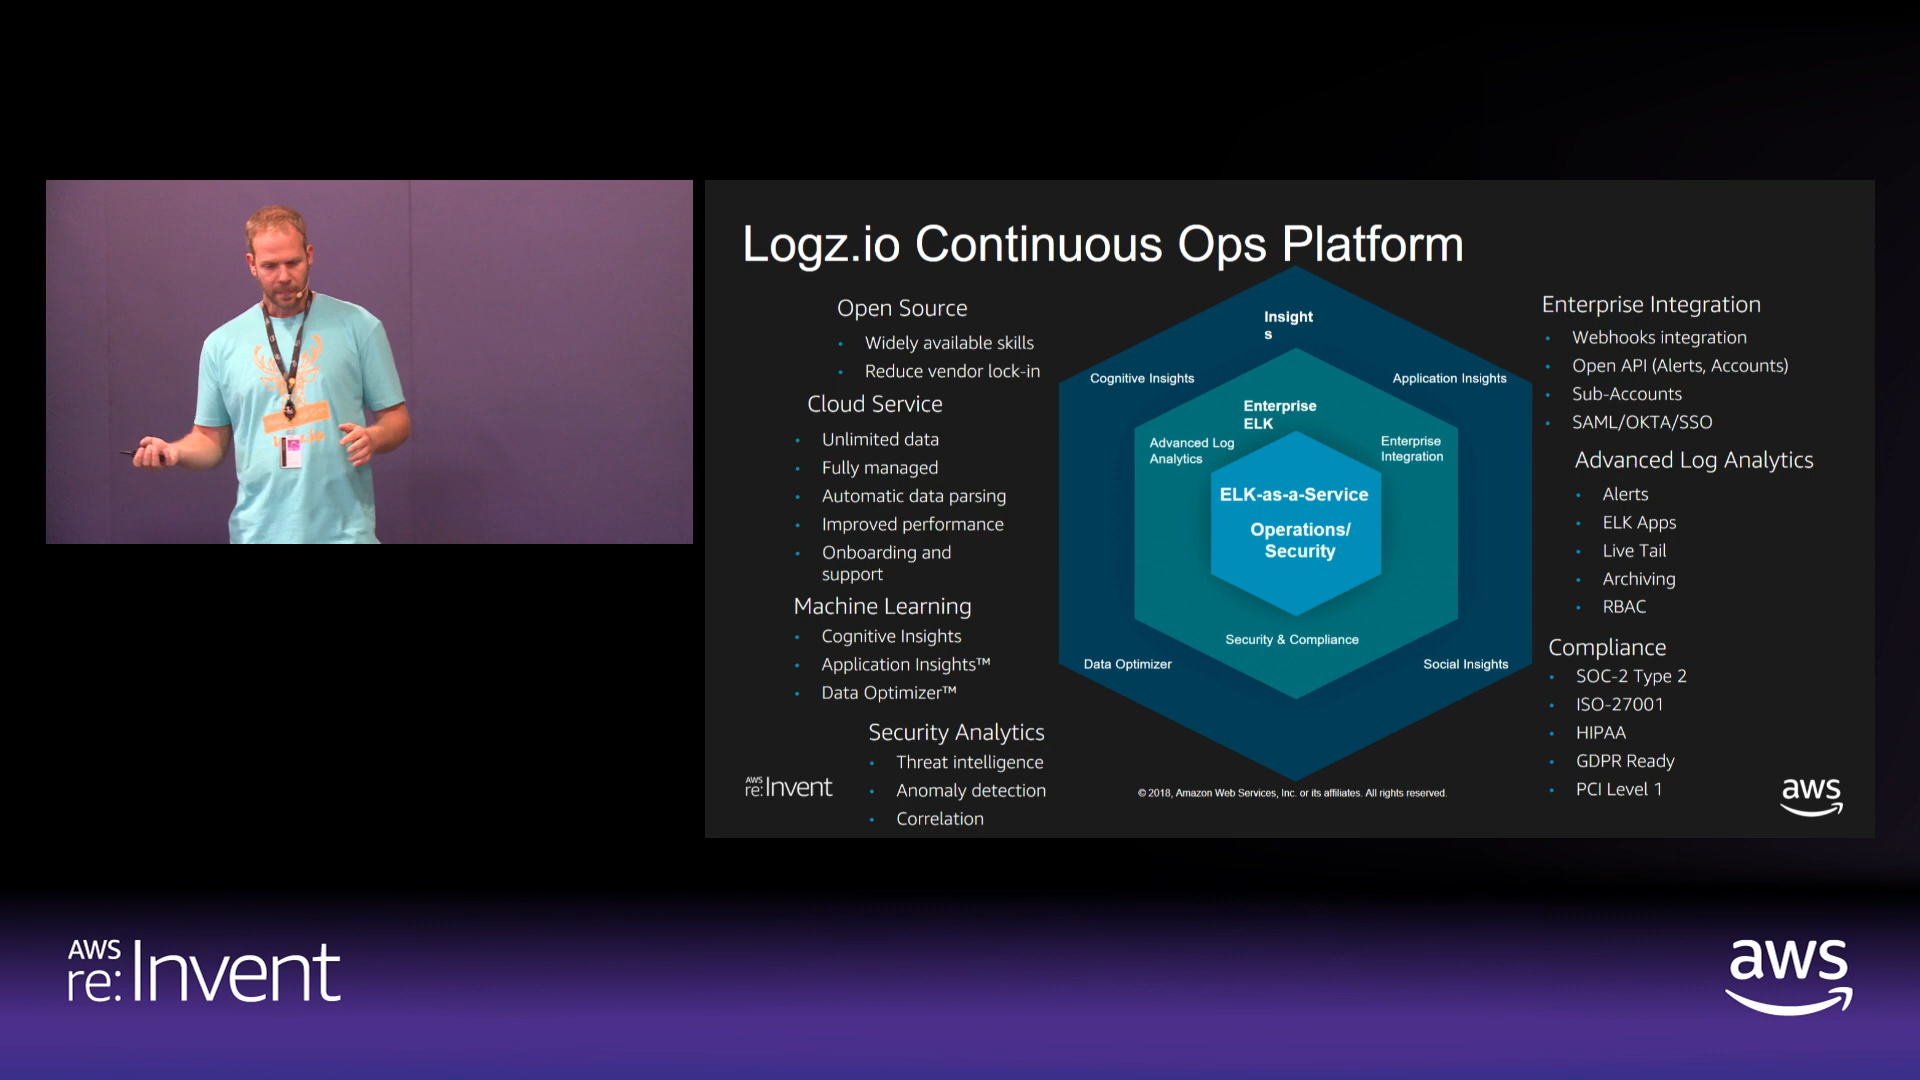 Logz.io Continuous Ops Platform
Open Source
• Widely available skills
• Reduce vendor lock-in
Cloud Service
• Unlimited data
• Fully managed
• Automatic data parsing
• Improved performance
• Onboarding and
support
Machine Learning
• Cognitive Insights
• Application Insights™
• Data Optimizer™
Security Analytics
• Threat intelligence
• Anomaly detection
• Correlation
Insight
s
Cognitive Insights
Application Insights
Enterprise
ELK
Advanced Log
Analytics
Enterprise
Integration
ELK-as-a-Service
Operations/
Security
Security & Compliance
Data Optimizer
Social Insights
Enterprise Integration
• Webhooks integration
• Open API (Alerts, Accounts)
• Sub-Accounts
• SAML/OKTA/SSO
Advanced Log Analytics
• Alerts
• ELK Apps
• Live Tail
• Archiving
• RBAC
Compliance
• SOC-2 Type 2
• ISO-27001
• HIPAA
• GDPR Ready
• PCI Level 1
AWS
re:Invent
© 2018, Amazon Web Services, Inc. or its affiliates. All rights reserved.
aws
AWS
re:Invent
aws